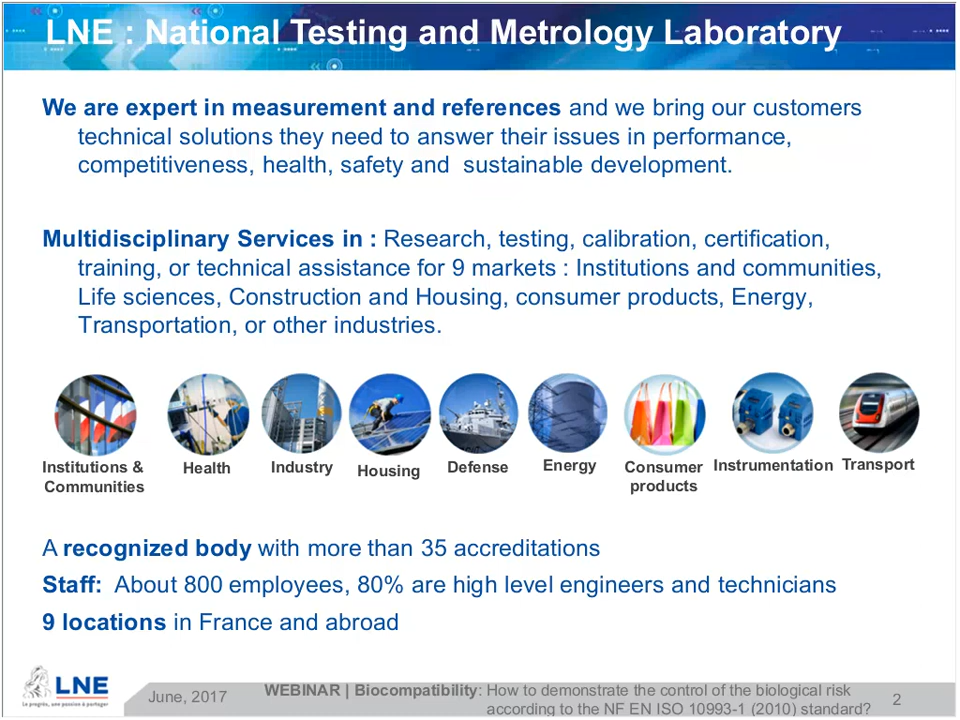 LNE : National Testing and Metrology Laboratory
We are expert in measurement and references and we bring our customers
technical solutions they need to answer their issues in performance,
competitiveness, health, safety and  sustainable development.
Multidisciplinary Services in : Research, testing, calibration, certification,
training, or technical assistance for 9 markets : Institutions and communities,
Life sciences, Construction and Housing, consumer products, Energy,
Transportation, or other industries.
Institutions &
Communities
Health
Industry
Housing
Defense
Energy
Consumer
products
Instrumentation
Transport
A recognized body with more than 35 accreditations
Staff:  About 800 employees, 80% are high level engineers and technicians
9 locations in France and abroad
LNE
Le progrès, une passion à partager
June, 2017
WEBINAR | Biocompatibility: How to demonstrate the control of the biological risk
according to the NF EN ISO 10993-1 (2010) standard?
2